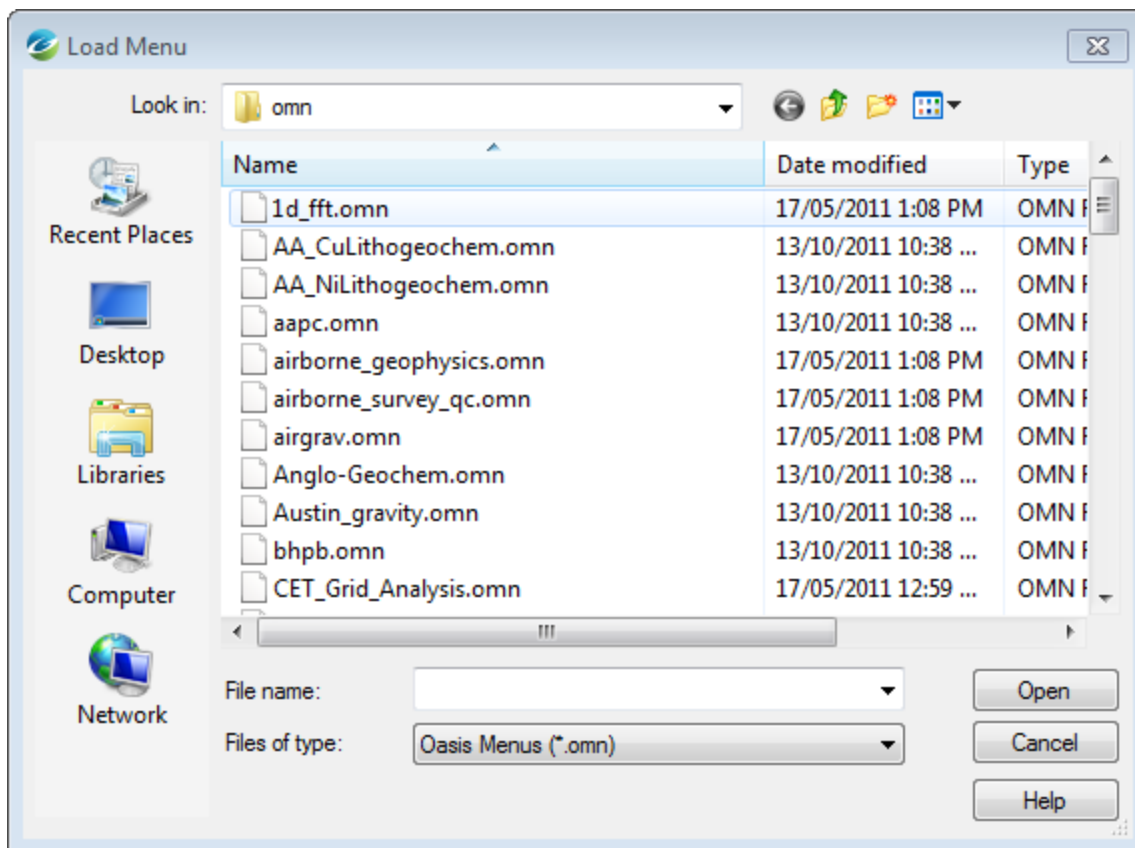 Load Menu
Look in: omn
Recent Places
Desktop
Libraries
Computer
Network
Name Date modified Type
1d_fft.omn 17/05/2011 1:08 PM OMN F
AA_CuLithogeochem.omn 13/10/2011 10:38 ... OMN F
AA_NiLithogeochem.omn 13/10/2011 10:38 ... OMN F
aapc.omn 13/10/2011 10:38 ... OMN F
airborne_geophysics.omn 17/05/2011 1:08 PM OMN F
airborne_survey_qc.omn 17/05/2011 1:08 PM OMN F
airgrav.omn 17/05/2011 1:08 PM OMN F
Anglo-Geochem.omn 13/10/2011 10:38 ... OMN F
Austin_gravity.omn 13/10/2011 10:38 ... OMN F
bhpb.omn 13/10/2011 10:38 ... OMN F
CET_Grid_Analysis.omn 17/05/2011 12:59 ... OMN F
File name: Open
Files of type: Oasis Menus (*.omn) Cancel
Help